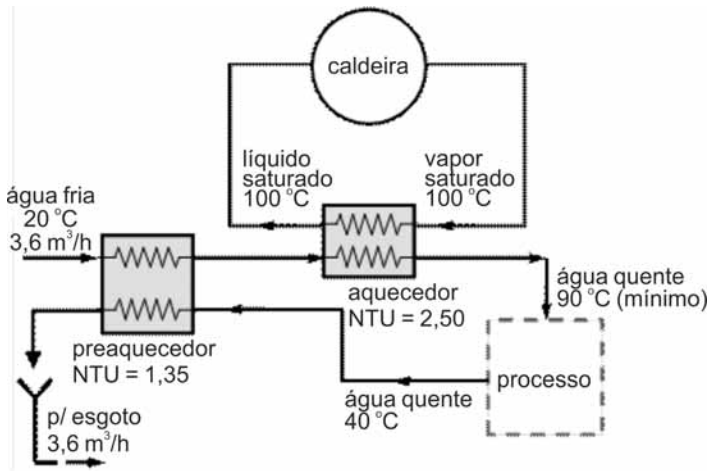 caldeira
líquido
saturado
100 °C
vapor
saturado
100 °C
água fria
20 °C
3,6 m³/h
aquecedor
NTU = 2,50
água quente
90 °C (mínimo)
preaquecedor
NTU = 1,35
processo
água quente
40 °C
p/ esgoto
3,6 m³/h